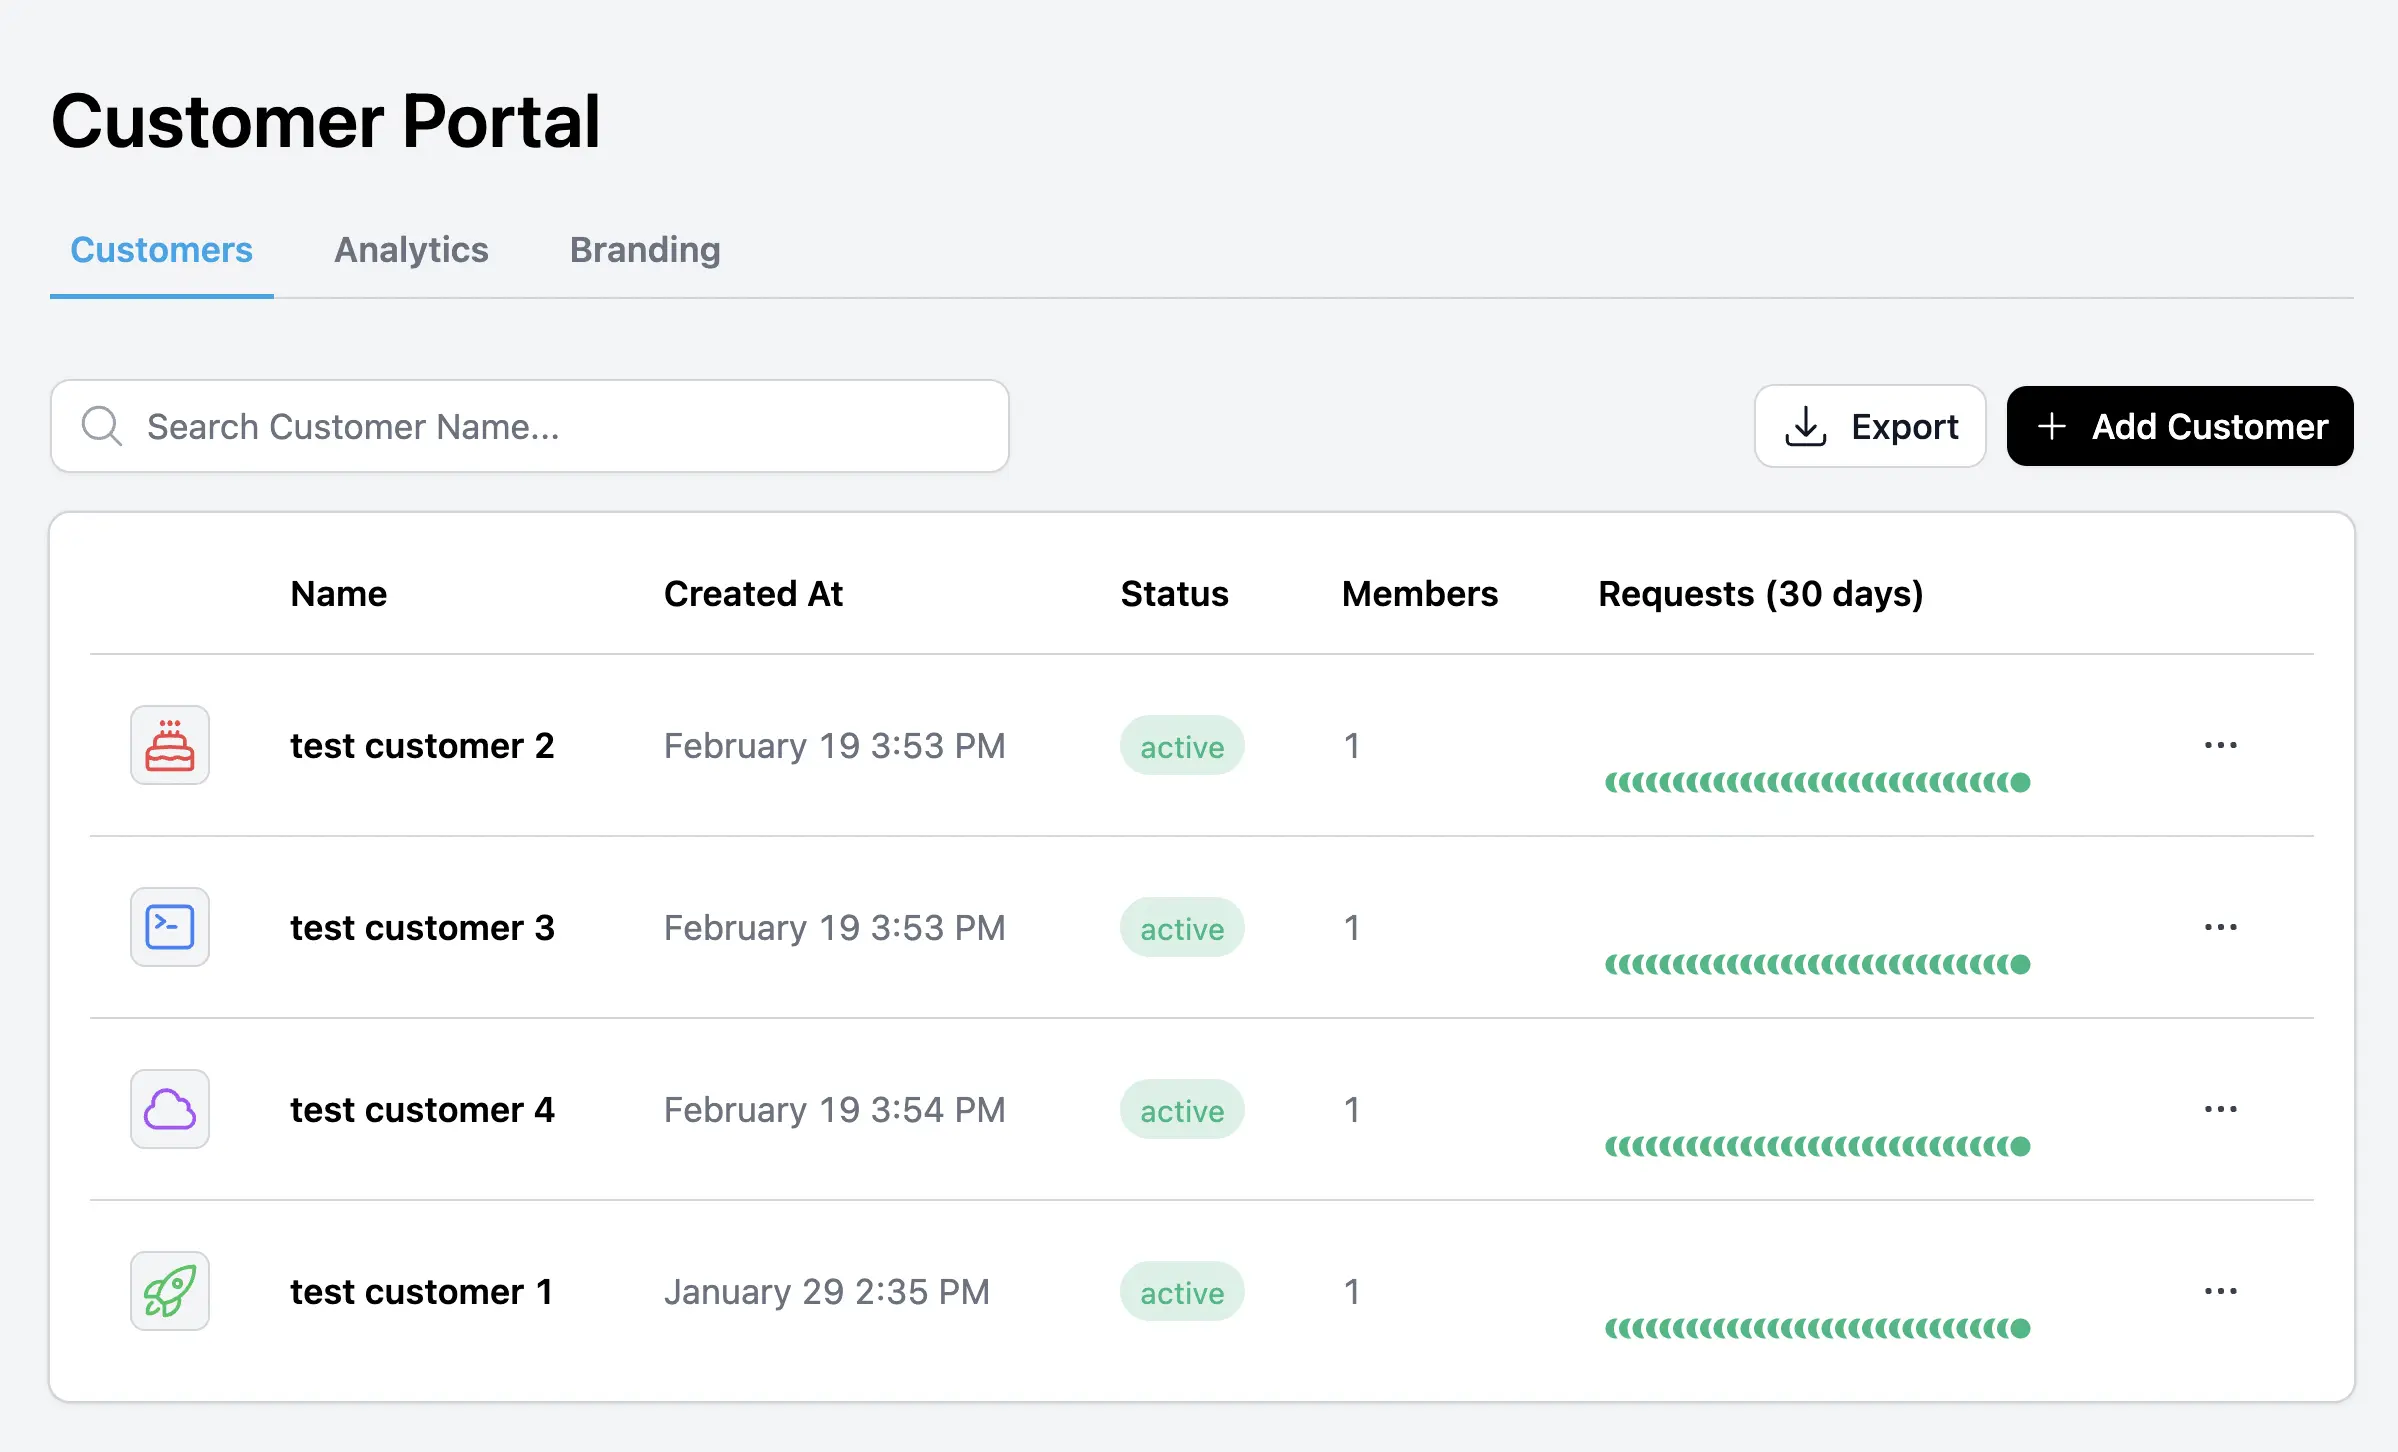 Customer Portal
Customers Analytics Branding
Search Customer Name... Export Add Customer
Name Created At Status Members Requests (30 days)
test customer 2 February 19 3:53 PM active 1
test customer 3 February 19 3:53 PM active 1
test customer 4 February 19 3:54 PM active 1
test customer 1 January 29 2:35 PM active 1